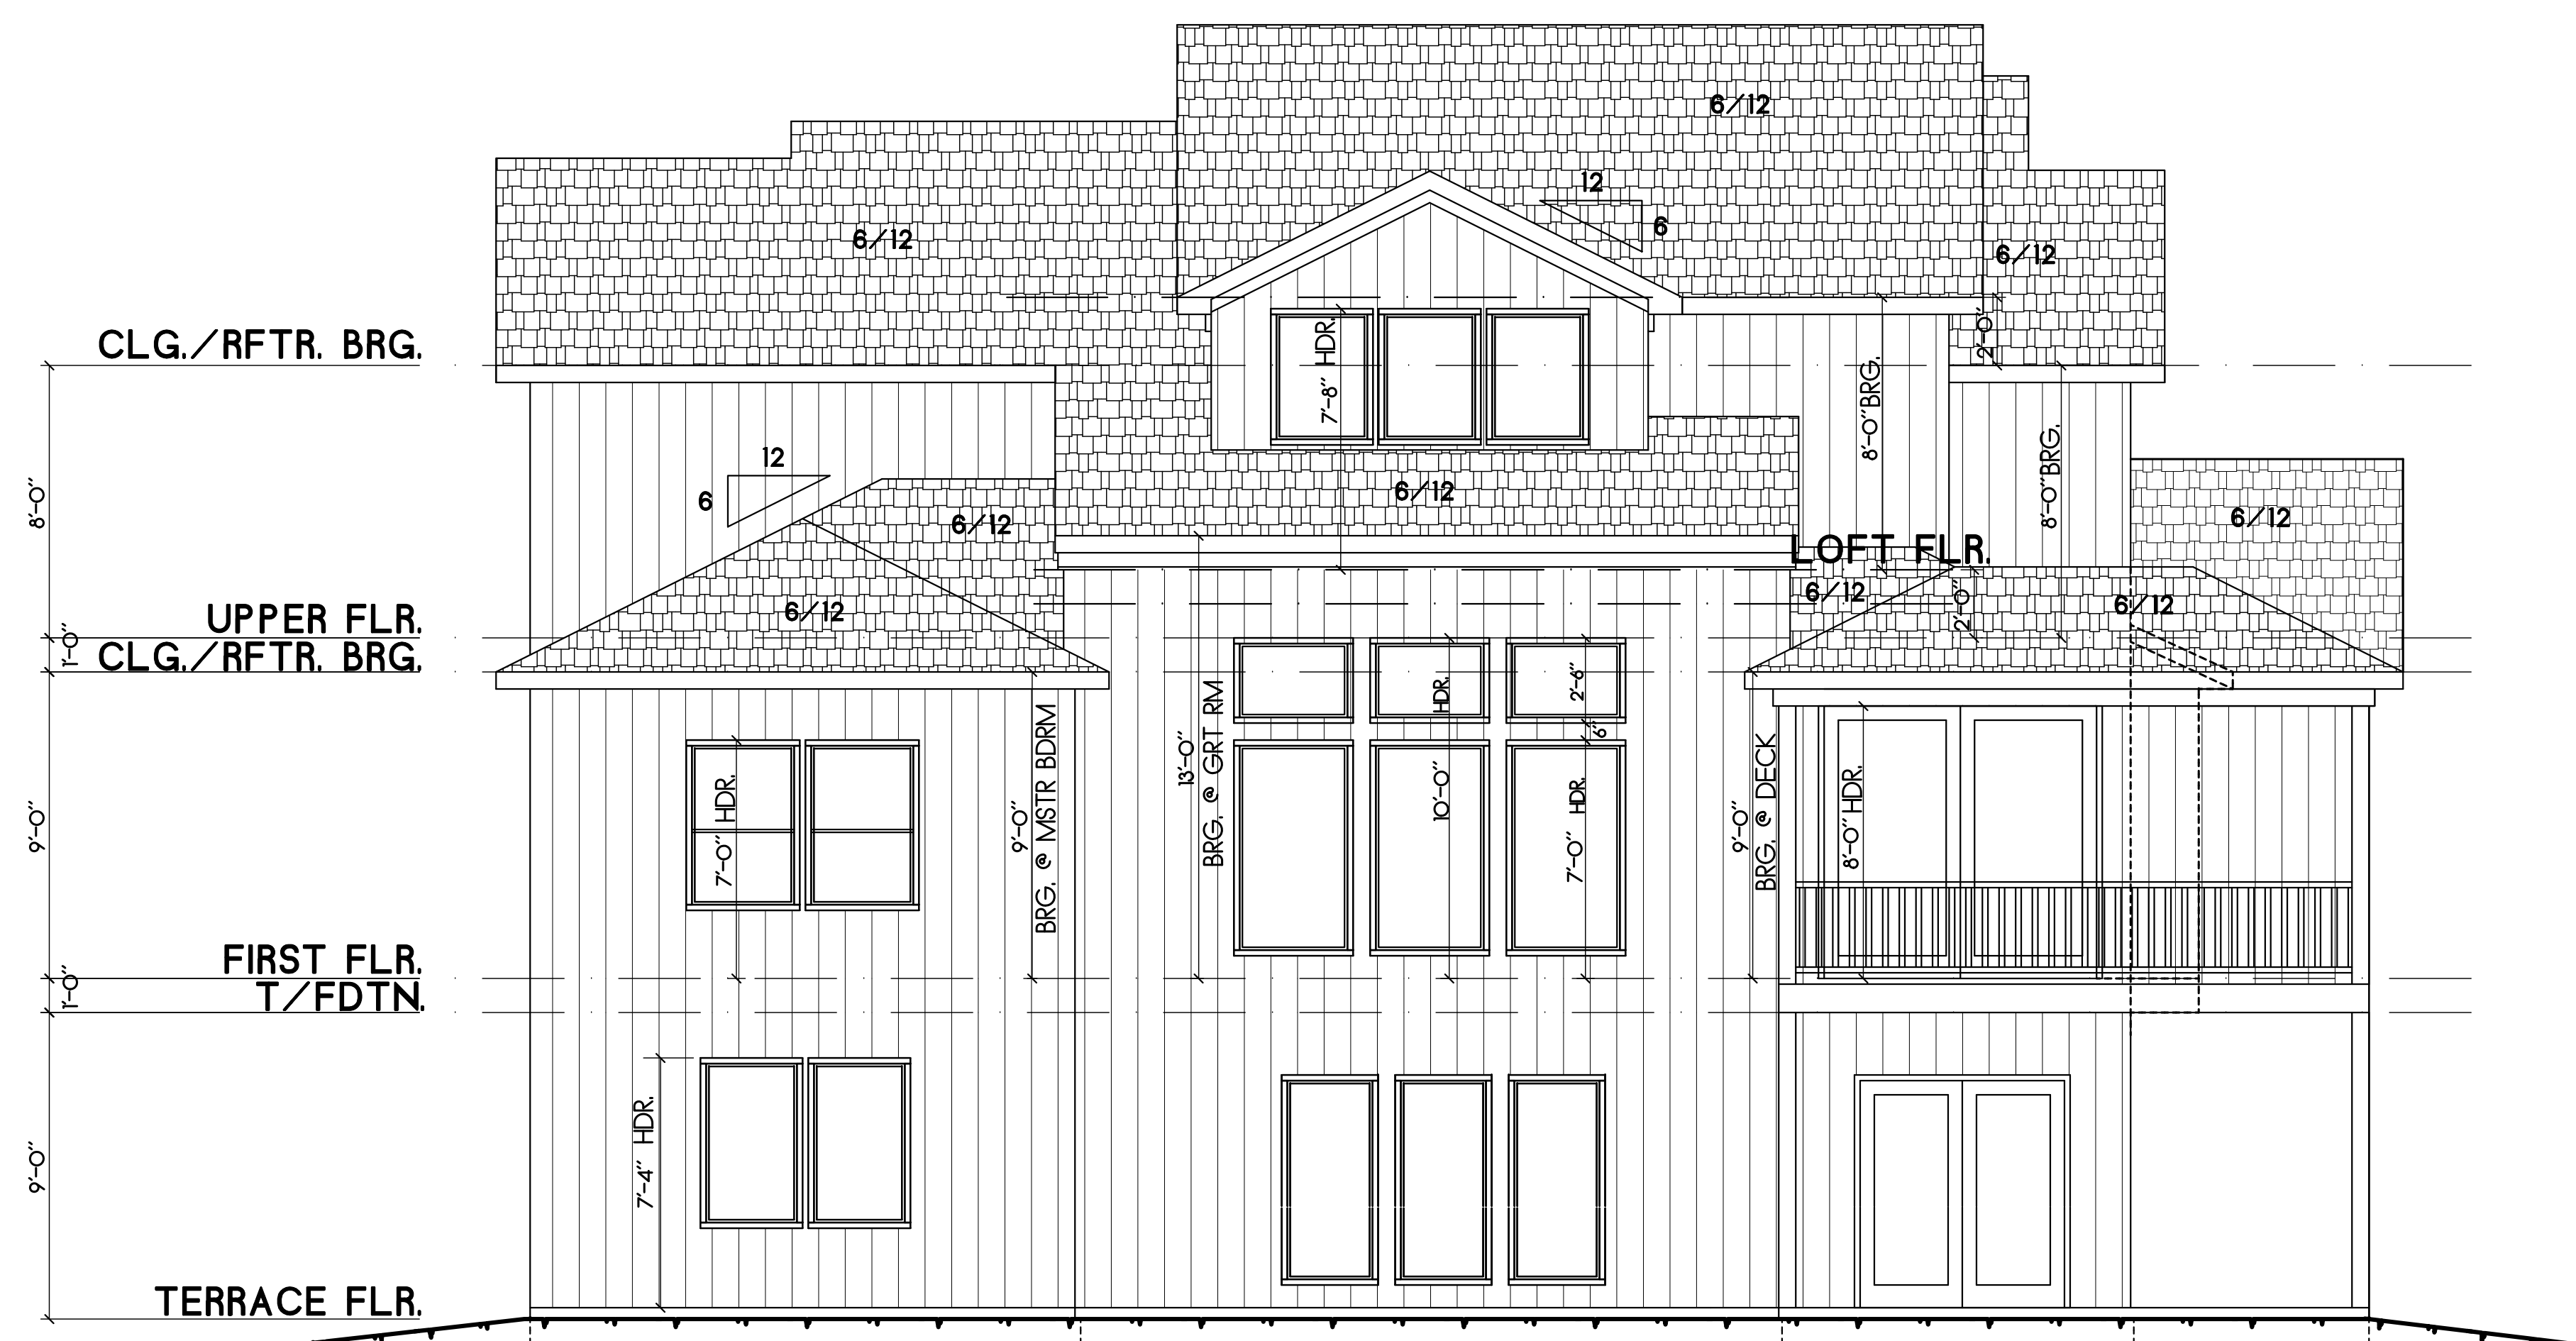 6/12
12
6
6/12
6/12
CLG./RFTR. BRG.
2'-0"
7'-8" HDR.
8'-0"BRG.
8'-0"BRG.
12
6
6/12
6/12
6/12
8'-0"
LOFT FLR.
6/12
6/12
2'-0"
6/12
UPPER FLR.
1'-0"
CLG./RFTR. BRG.
9'-0"
7'-0" HDR.
9'-0"
BRG. @ MSTR BDRM
13'-0"
BRG. @ GRT RM
10'-0" HDR.
2'-6"
6"
7'-0" HDR.
9'-0"
BRG. @ DECK
8'-0" HDR.
FIRST FLR.
1'-0"
T/FDTN.
9'-0"
7'-4" HDR.
TERRACE FLR.